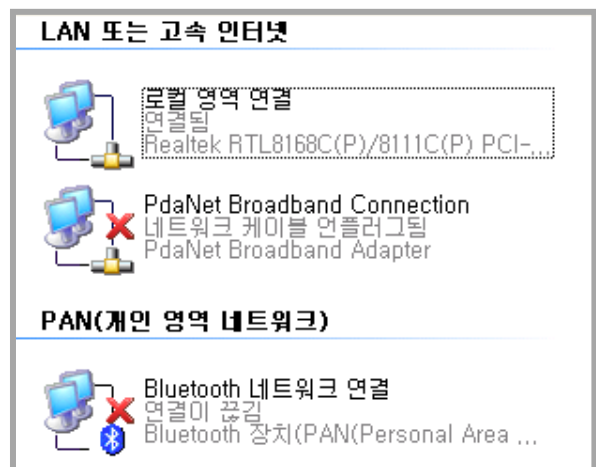 LAN 또는 고속 인터넷
로컬 영역 연결
연결됨
Realtek RTL8168C(P)/8111C(P) PCI-...
PdaNet Broadband Connection
네트워크 케이블 언플러그됨
PdaNet Broadband Adapter
PAN(개인 영역 네트워크)
Bluetooth 네트워크 연결
연결이 끊김
Bluetooth 장치(PAN(Personal Area ...